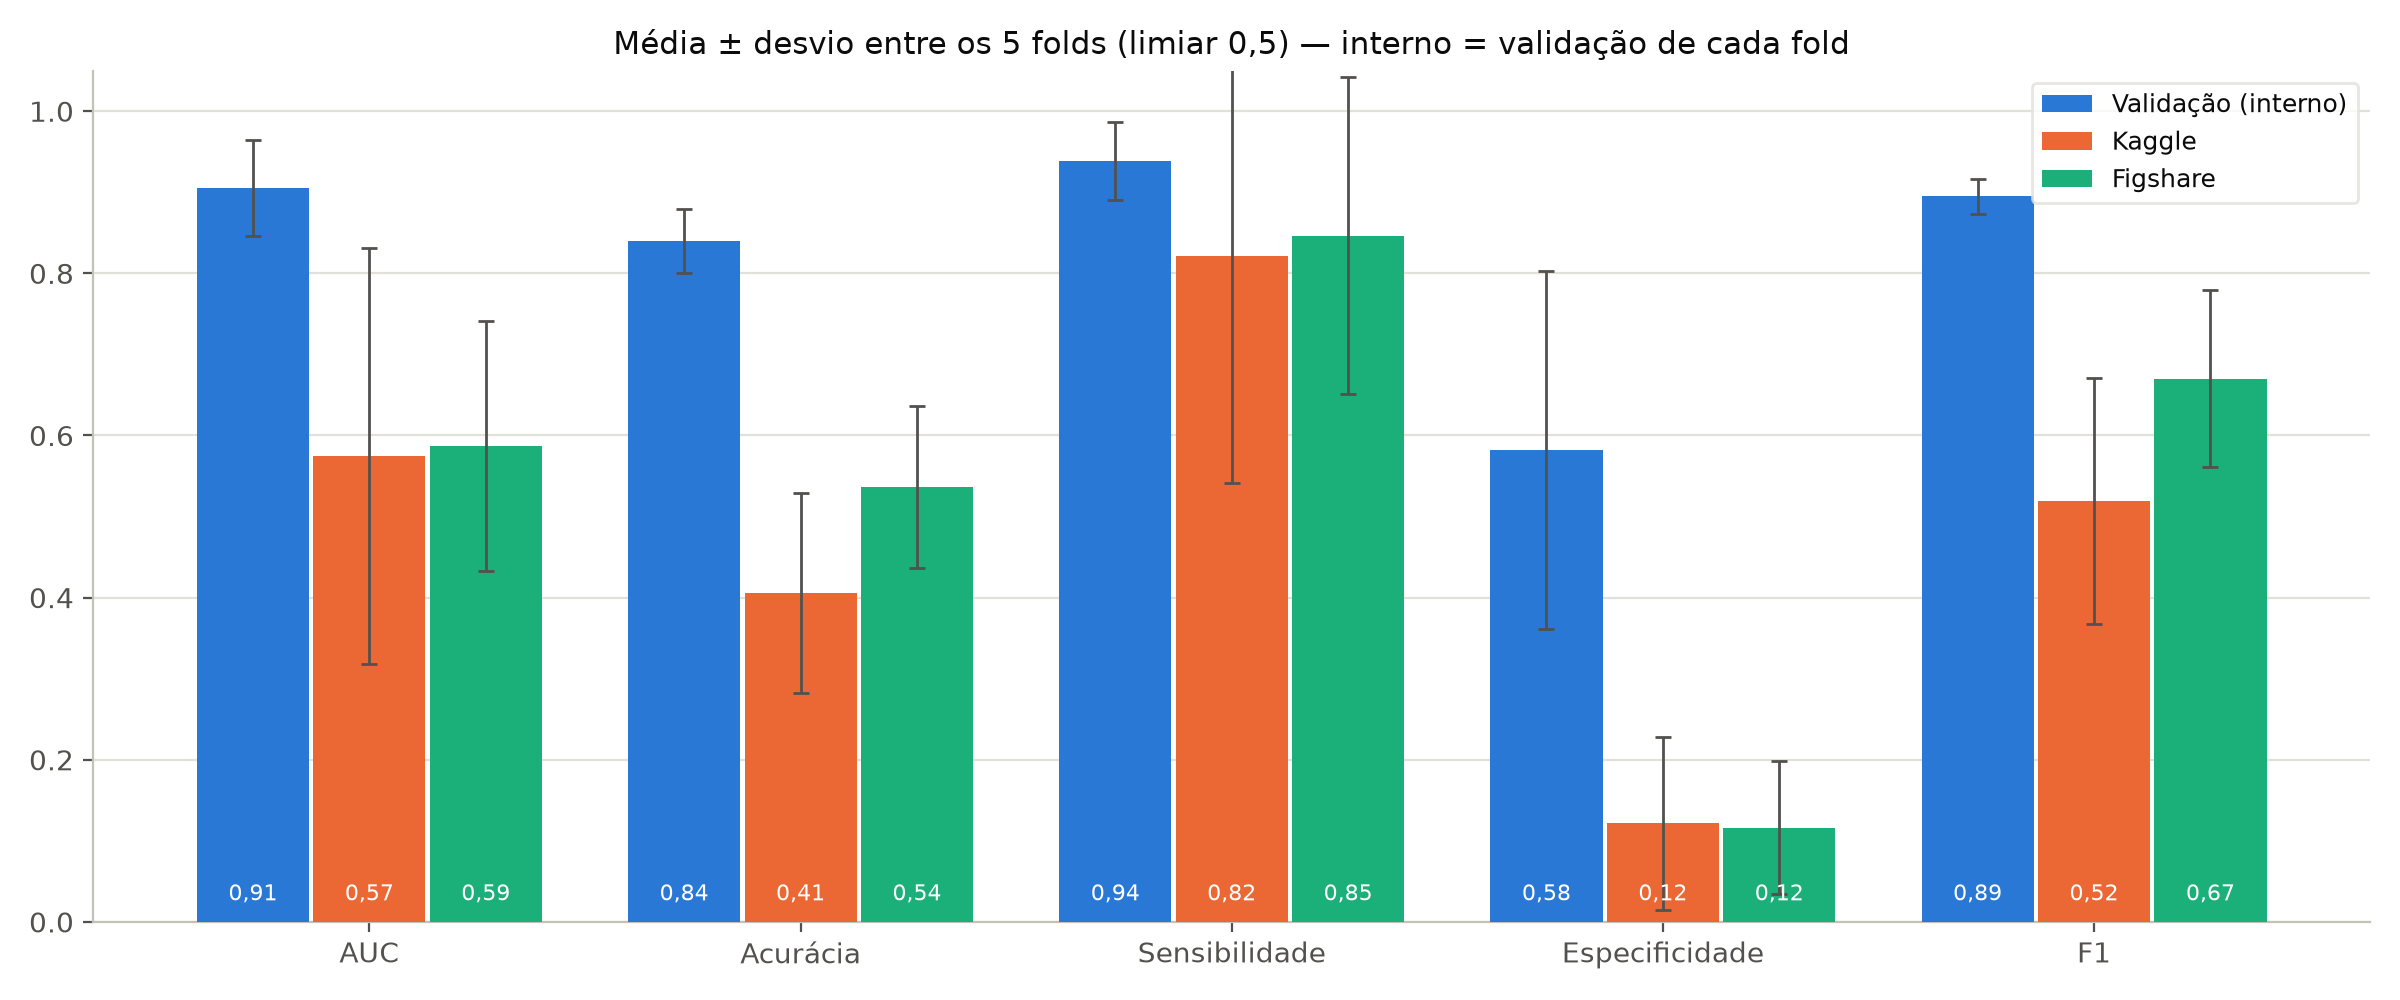 Média ± desvio entre os 5 folds (limiar 0,5) — interno = validação de cada fold
Validação (interno)
Kaggle
Figshare
1.0
0.8
0.6
0.4
0.2
0.0
0,91 0,57 0,59 0,84 0,41 0,54 0,94 0,82 0,85 0,58 0,12 0,12 0,89 0,52 0,67
AUC Acurácia Sensibilidade Especificidade F1